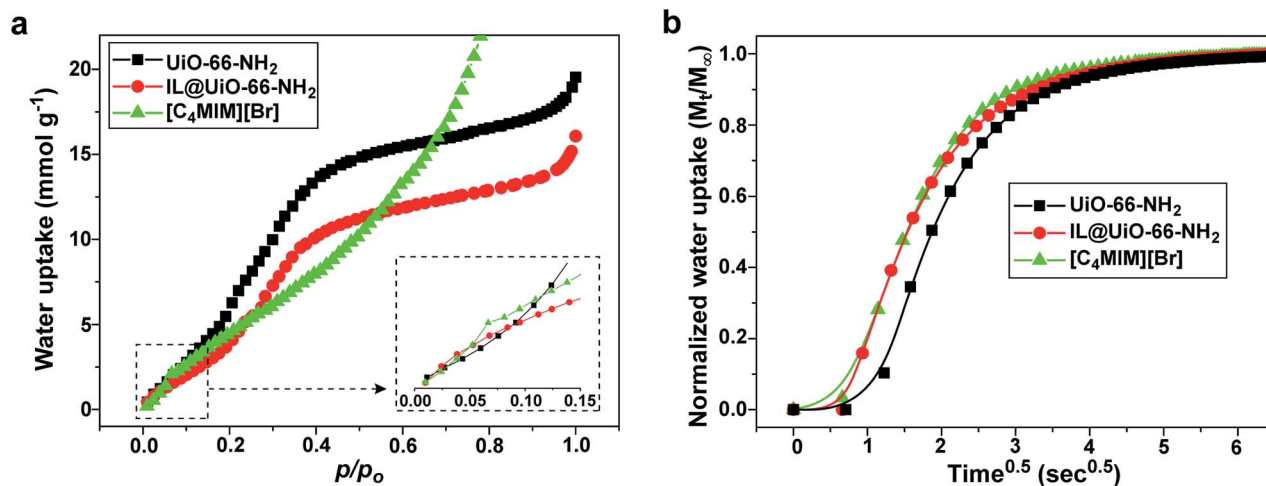 a
Water uptake (mmol g⁻¹)
20
15
10
5
0
UiO-66-NH₂
IL@UiO-66-NH₂
[C₄MIM][Br]
0.00 0.05 0.10 0.15
0.0 0.2 0.4 0.6 0.8 1.0
p/pₒ
b
Normalized water uptake (Mₜ/M∞)
1.0
0.8
0.6
0.4
0.2
0.0
UiO-66-NH₂
IL@UiO-66-NH₂
[C₄MIM][Br]
0 1 2 3 4 5 6
Time⁰·⁵ (sec⁰·⁵)